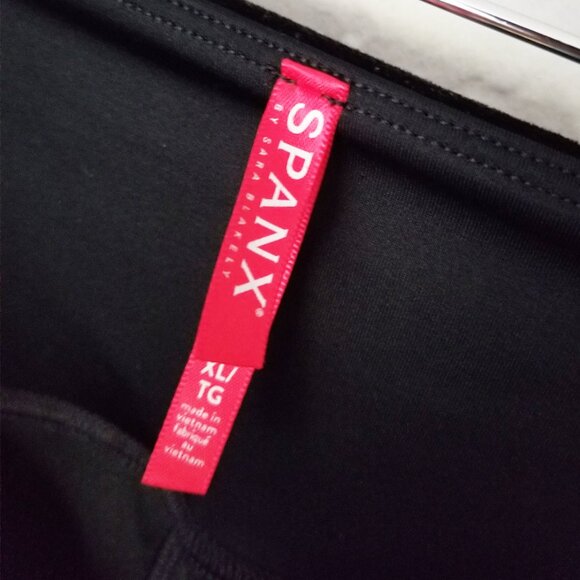 SPANX®
BY SARA BLAKELY
XL/
TG
made in
vietnam
fabriqué
au
vietnam